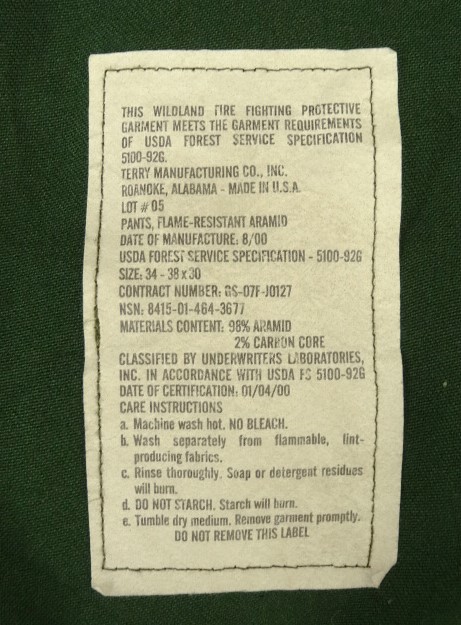 THIS WILDLAND FIRE FIGHTING PROTECTIVE
GARMENT MEETS THE GARMENT REQUIREMENTS
OF USDA FOREST SERVICE SPECIFICATION
5100-92G.
TERRY MANUFACTURING CO., INC.
ROANOKE, ALABAMA - MADE IN U.S.A.
LOT # 05
PANTS, FLAME-RESISTANT ARAMID
DATE OF MANUFACTURE: 8/00
USDA FOREST SERVICE SPECIFICATION - 5100-92G
SIZE: 34 - 38 x 30
CONTRACT NUMBER: GS-07F-J0127
NSN: 8415-01-464-3677
MATERIALS CONTENT: 98% ARAMID
2% CARBON CORE
CLASSIFIED BY UNDERWRITERS LABORATORIES,
INC. IN ACCORDANCE WITH USDA FS 5100-92G
DATE OF CERTIFICATION: 01/04/00
CARE INSTRUCTIONS
a. Machine wash hot. NO BLEACH.
b. Wash separately from flammable, lint-
producing fabrics.
c. Rinse thoroughly. Soap or detergent residues
will burn.
d. DO NOT STARCH. Starch will burn.
e. Tumble dry medium. Remove garment promptly.
DO NOT REMOVE THIS LABEL